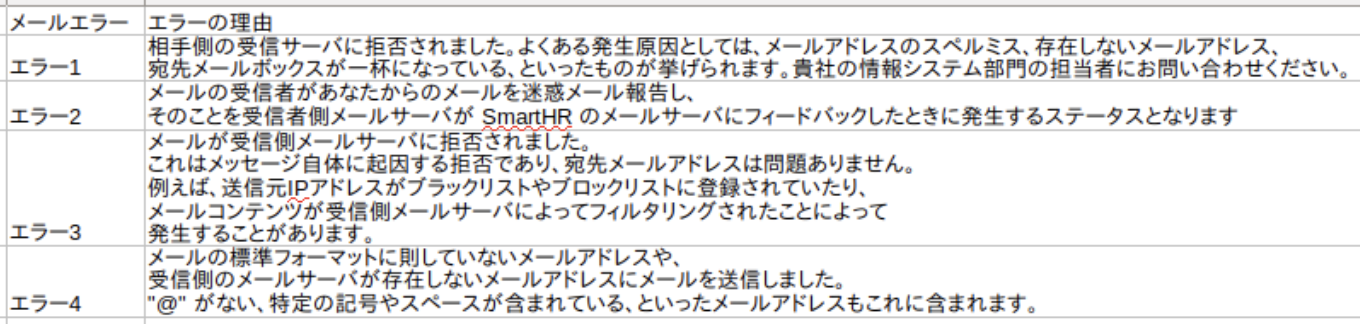 メールエラー エラーの理由
相手側の受信サーバに拒否されました。よくある発生原因としては、メールアドレスのスペルミス、存在しないメールアドレス、
エラー1 宛先メールボックスが一杯になっている、といったものが挙げられます。貴社の情報システム部門の担当者にお問い合わせください。
メールの受信者があなたからのメールを迷惑メール報告し、
エラー2 そのことを受信者側メールサーバが SmartHR のメールサーバにフィードバックしたときに発生するステータスとなります
メールが受信側メールサーバに拒否されました。
これはメッセージ自体に起因する拒否であり、宛先メールアドレスは問題ありません。
例えば、送信元IPアドレスがブラックリストやブロックリストに登録されていたり、
メールコンテンツが受信側メールサーバによってフィルタリングされたことによって
エラー3 発生することがあります。
メールの標準フォーマットに則していないメールアドレスや、
受信側のメールサーバが存在しないメールアドレスにメールを送信しました。
エラー4 "@" がない、特定の記号やスペースが含まれている、といったメールアドレスもこれに含まれます。